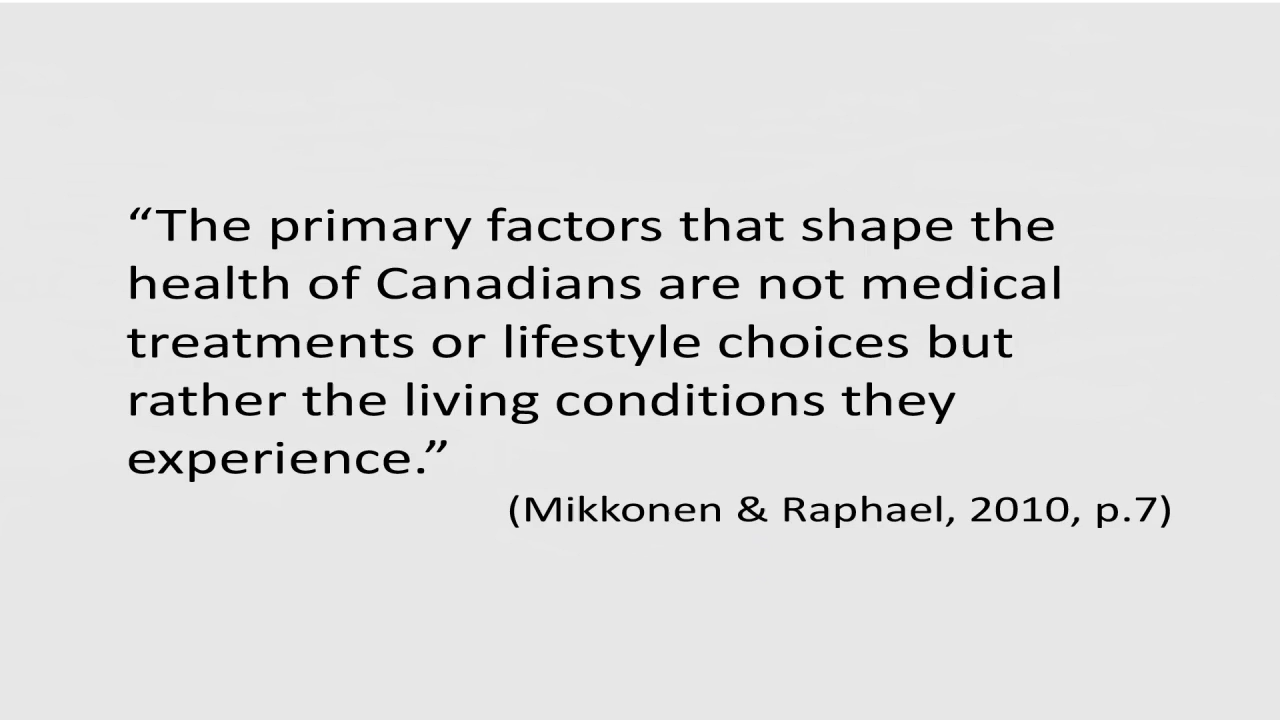 “The primary factors that shape the
health of Canadians are not medical
treatments or lifestyle choices but
rather the living conditions they
experience.”
(Mikkonen & Raphael, 2010, p.7)